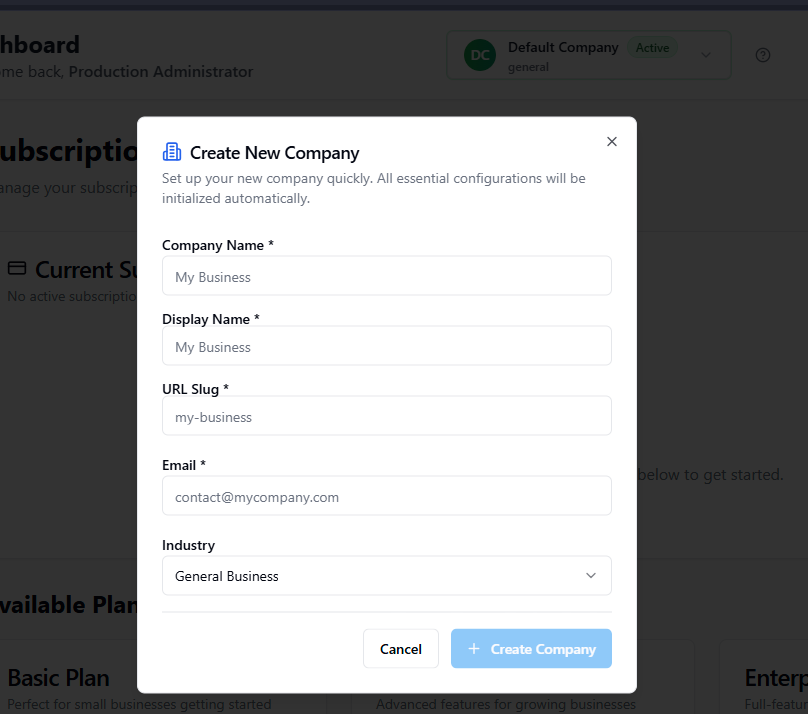 hboard
ome back, Production Administrator
DC
Default Company
Active
general
ubscriptio
anage your subscrip
Current Su
No active subscriptio
below to get started.
vailable Plan
Basic Plan
Perfect for small businesses getting started
Advanced features for growing businesses
Enterp
Full-featu
Create New Company
Set up your new company quickly. All essential configurations will be
initialized automatically.
Company Name *
My Business
Display Name *
My Business
URL Slug *
my-business
Email *
contact@mycompany.com
Industry
General Business
Cancel
+ Create Company